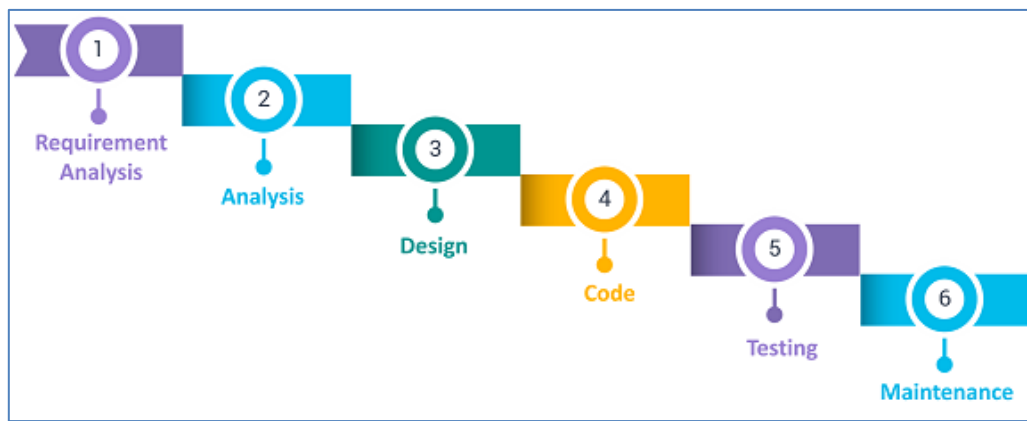 1
Requirement
Analysis
2
Analysis
3
Design
4
Code
5
Testing
6
Maintenance